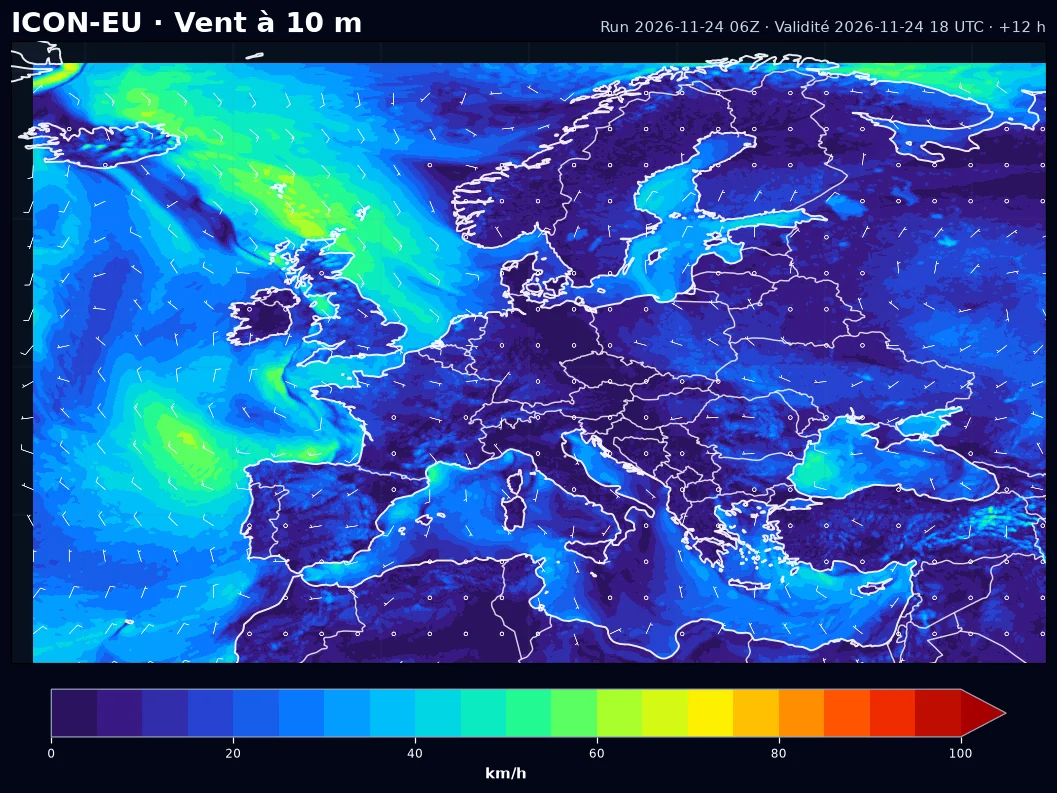 ICON-EU · Vent à 10 m
Run 2026-11-24 06Z · Validité 2026-11-24 18 UTC · +12 h
0 20 40 60 80 100
km/h